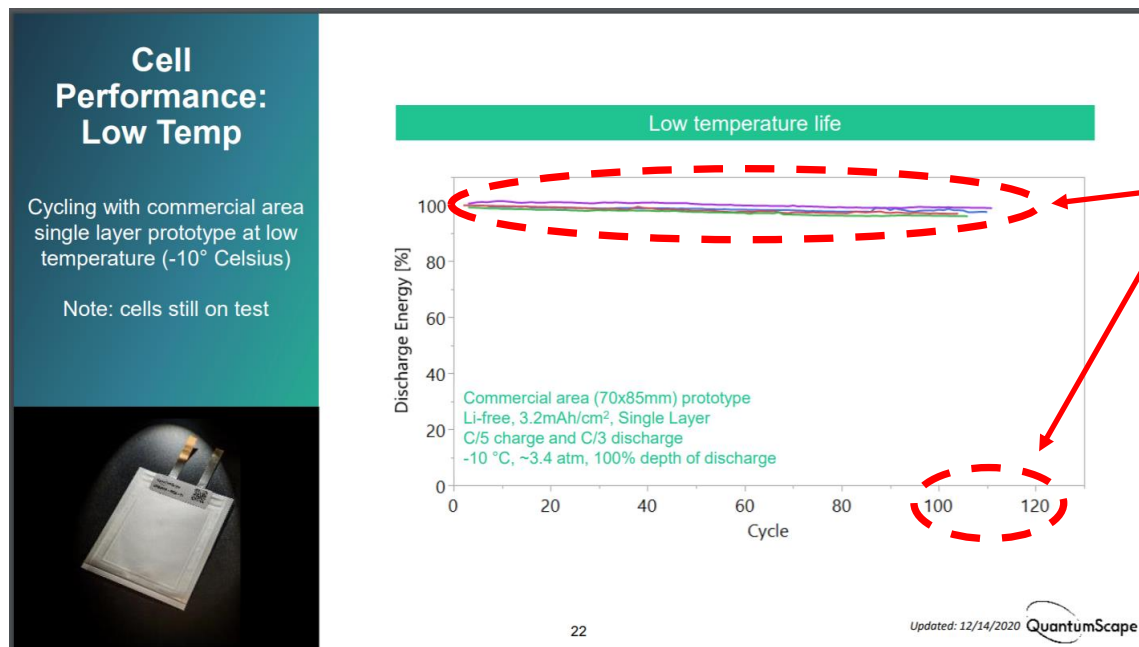 Cell
Performance:
Low Temp
Cycling with commercial area
single layer prototype at low
temperature (-10° Celsius)
Note: cells still on test
Low temperature life
100
80
60
40
20
0
Discharge Energy [%]
Commercial area (70x85mm) prototype
Li-free, 3.2mAh/cm², Single Layer
C/5 charge and C/3 discharge
-10 °C, ~3.4 atm, 100% depth of discharge
0 20 40 60 80 100 120
Cycle
22
Updated: 12/14/2020 QuantumScape